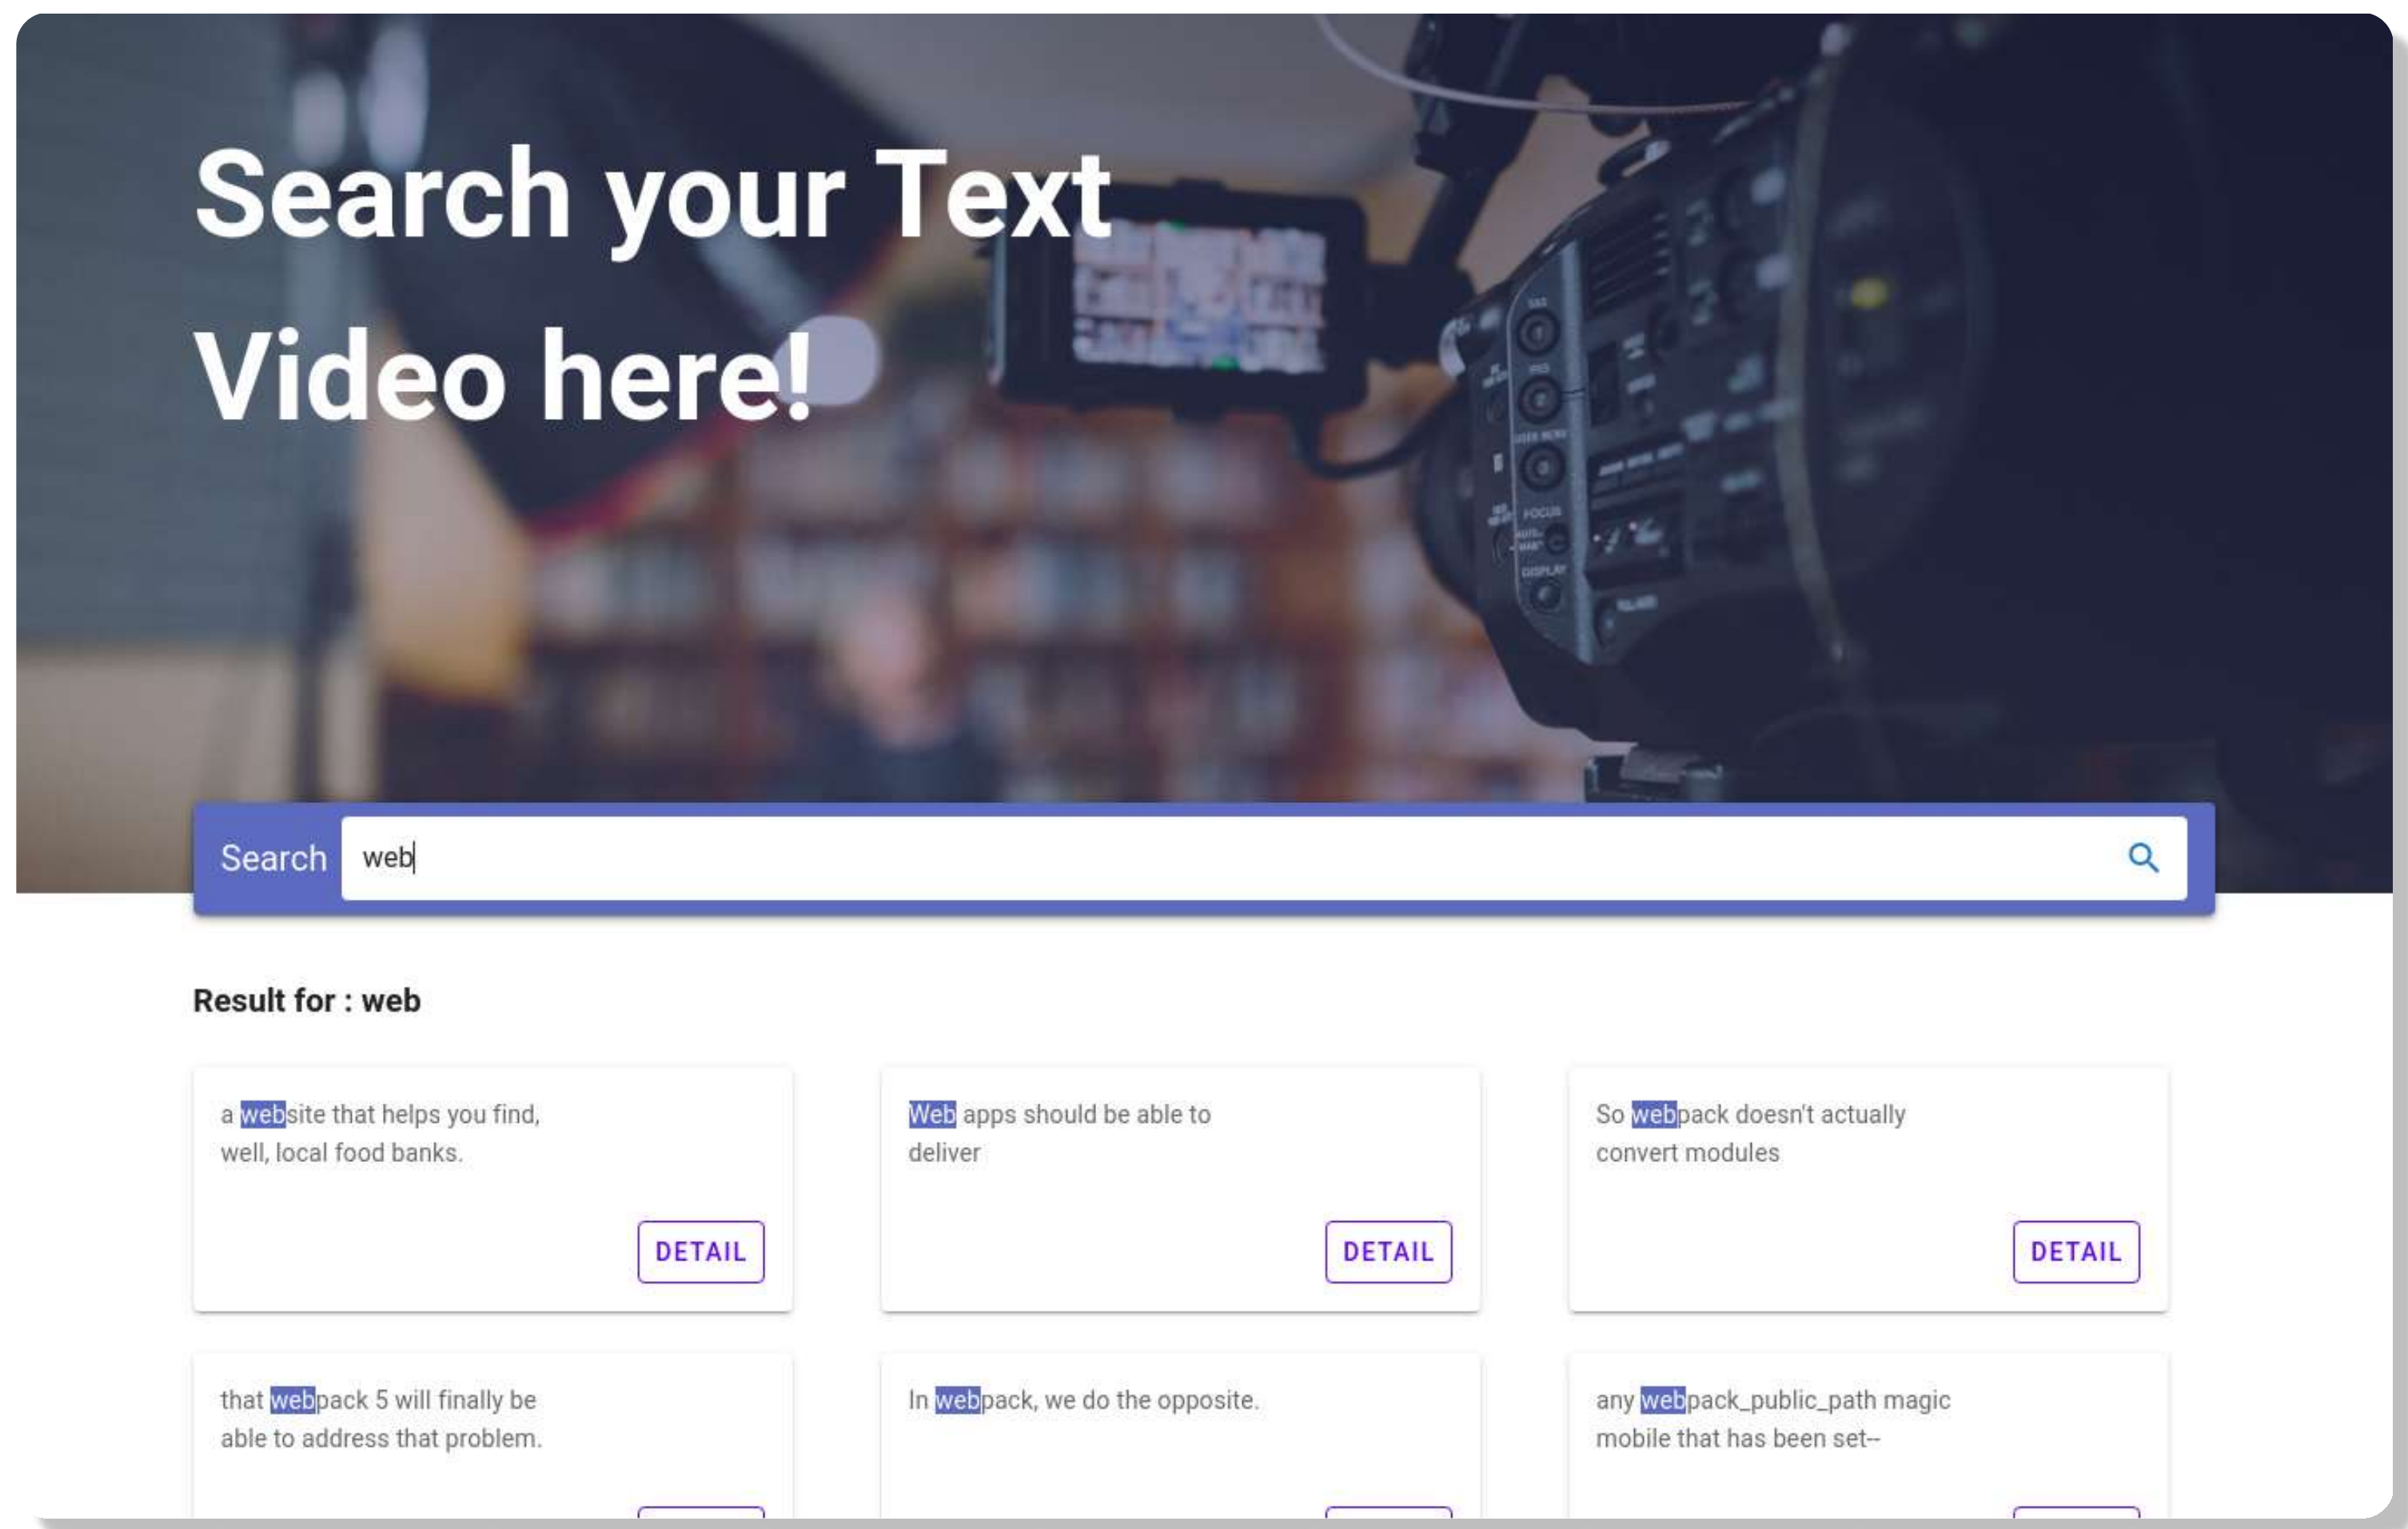 Search your Text
Video here!
FOCUS
DISPLAY
Search
web
Result for : web
a website that helps you find,
well, local food banks.
DETAIL
Web apps should be able to
deliver
DETAIL
So webpack doesn't actually
convert modules
DETAIL
that webpack 5 will finally be
able to address that problem.
In webpack, we do the opposite.
any webpack_public_path magic
mobile that has been set--